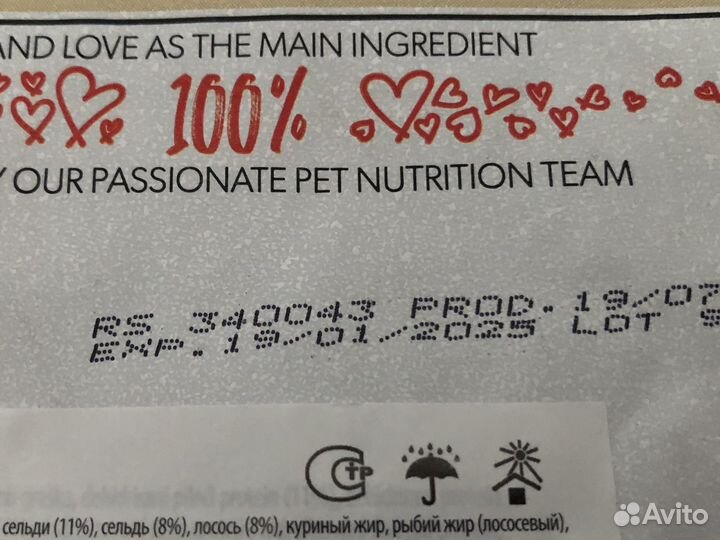 AND LOVE AS THE MAIN INGREDIENT
100%
Y OUR PASSIONATE PET NUTRITION TEAM
RS 340043 PROD. 19/07
EXP. 19/01/2025 LOT
сельди (11%), сельдь (8%), лосось (8%), куриный жир, рыбий жир (лососевый),
Avito